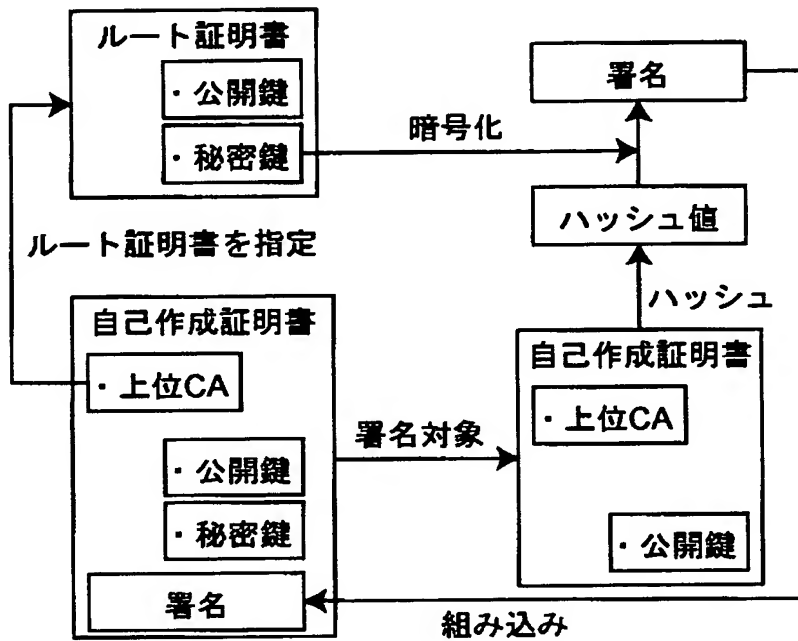 ルート証明書
・公開鍵
・秘密鍵
署名
暗号化
ハッシュ値
ルート証明書を指定
ハッシュ
自己作成証明書
・上位CA
・公開鍵
・秘密鍵
署名
署名対象
自己作成証明書
・上位CA
・公開鍵
組み込み